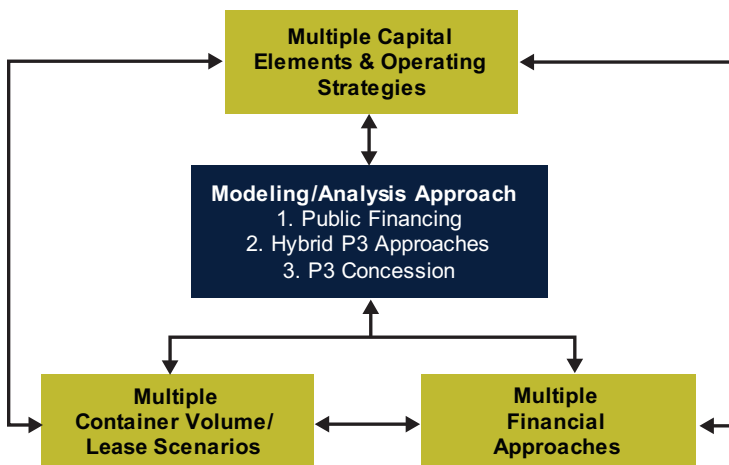 Multiple Capital
Elements & Operating
Strategies
Modeling/Analysis Approach
1. Public Financing
2. Hybrid P3 Approaches
3. P3 Concession
Multiple
Container Volume/
Lease Scenarios
Multiple
Financial
Approaches